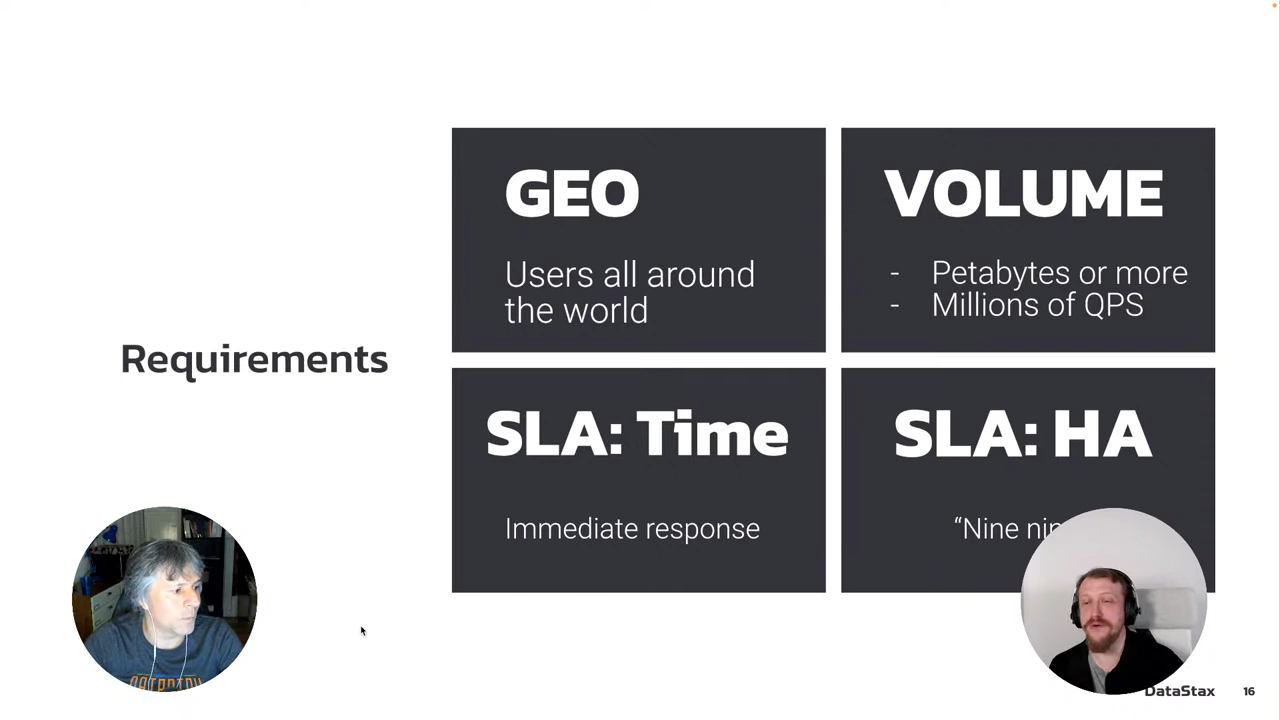 Requirements
GEO
Users all around
the world
VOLUME
- Petabytes or more
- Millions of QPS
SLA: Time
Immediate response
SLA: HA
“Nine
DataStax
16